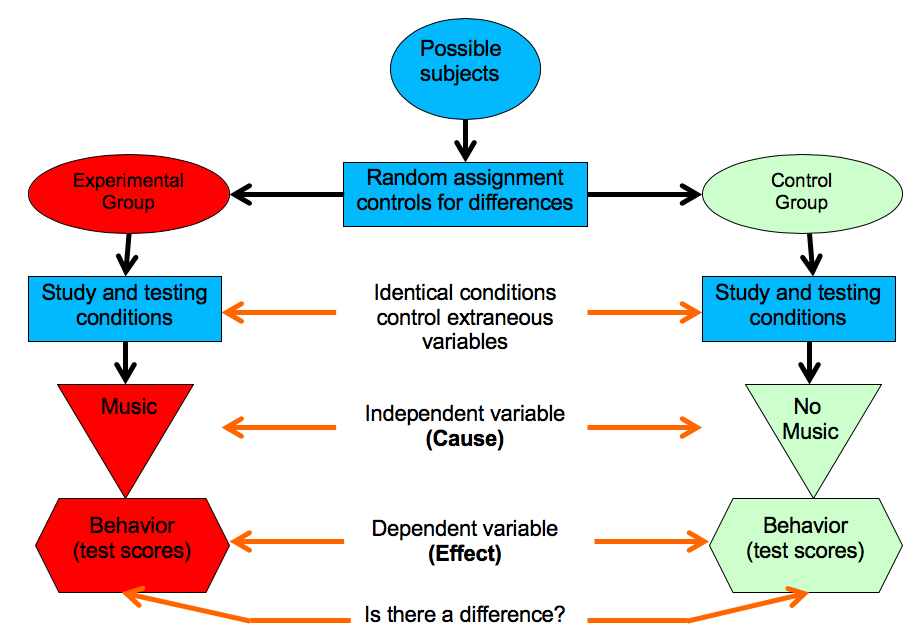 Possible
subjects
Experimental
Group
Random assignment
controls for differences
Control
Group
Study and testing
conditions
Identical conditions
control extraneous
variables
Study and testing
conditions
Music
Independent variable
(Cause)
No
Music
Behavior
(test scores)
Dependent variable
(Effect)
Behavior
(test scores)
Is there a difference?